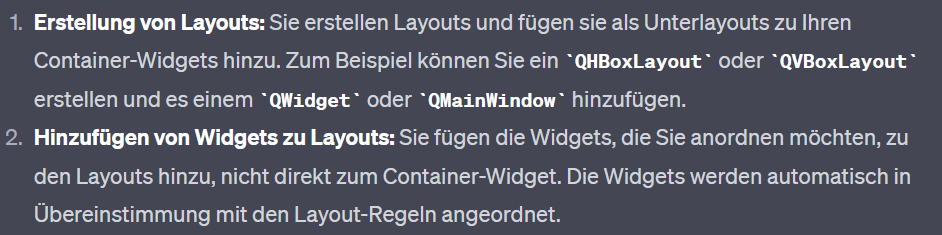 1. Erstellung von Layouts: Sie erstellen Layouts und fügen sie als Unterlayouts zu Ihren
Container-Widgets hinzu. Zum Beispiel können Sie ein `QHBoxLayout` oder `QVBoxLayout`
erstellen und es einem `QWidget` oder `QMainWindow` hinzufügen.
2. Hinzufügen von Widgets zu Layouts: Sie fügen die Widgets, die Sie anordnen möchten, zu
den Layouts hinzu, nicht direkt zum Container-Widget. Die Widgets werden automatisch in
Übereinstimmung mit den Layout-Regeln angeordnet.